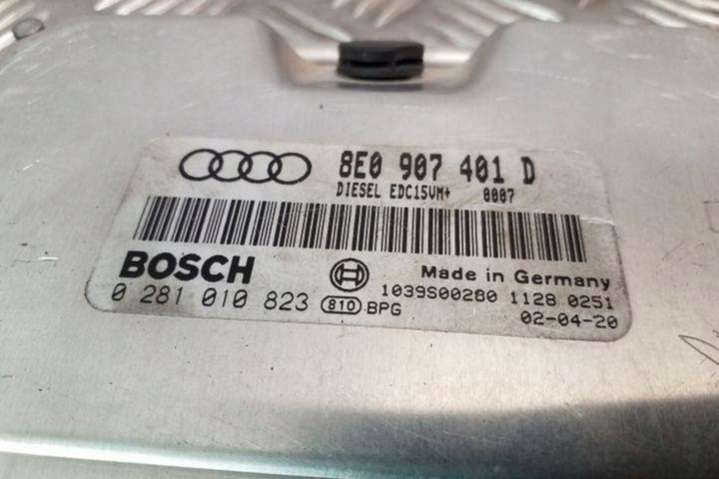 8E0 907 401 D
DIESEL EDC15VM+ 0007
BOSCH
Made in Germany
0 281 010 823 810 BPG 1039S00280 1128 0251
02-04-20